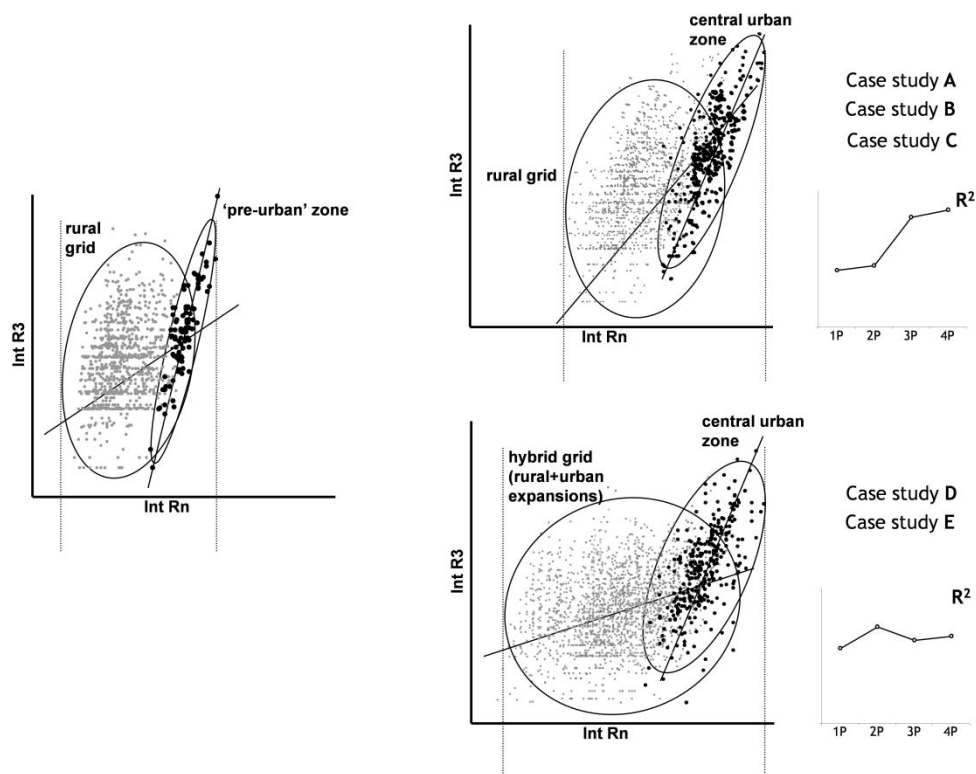 rural
grid
'pre-urban' zone
Int R3
Int Rn
central urban
zone
rural grid
Int R3
Int Rn
Case study A
Case study B
Case study C
R²
1P 2P 3P 4P
central urban
zone
hybrid grid
(rural+urban
expansions)
Int R3
Int Rn
Case study D
Case study E
R²
1P 2P 3P 4P